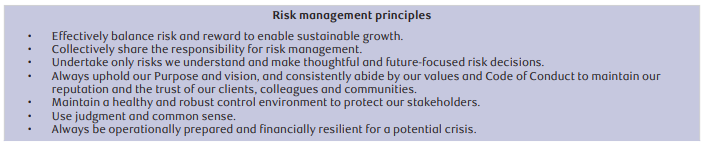 Risk management principles
• Effectively balance risk and reward to enable sustainable growth.
• Collectively share the responsibility for risk management.
• Undertake only risks we understand and make thoughtful and future-focused risk decisions.
• Always uphold our Purpose and vision, and consistently abide by our values and Code of Conduct to maintain our
reputation and the trust of our clients, colleagues and communities.
• Maintain a healthy and robust control environment to protect our stakeholders.
• Use judgment and common sense.
• Always be operationally prepared and financially resilient for a potential crisis.